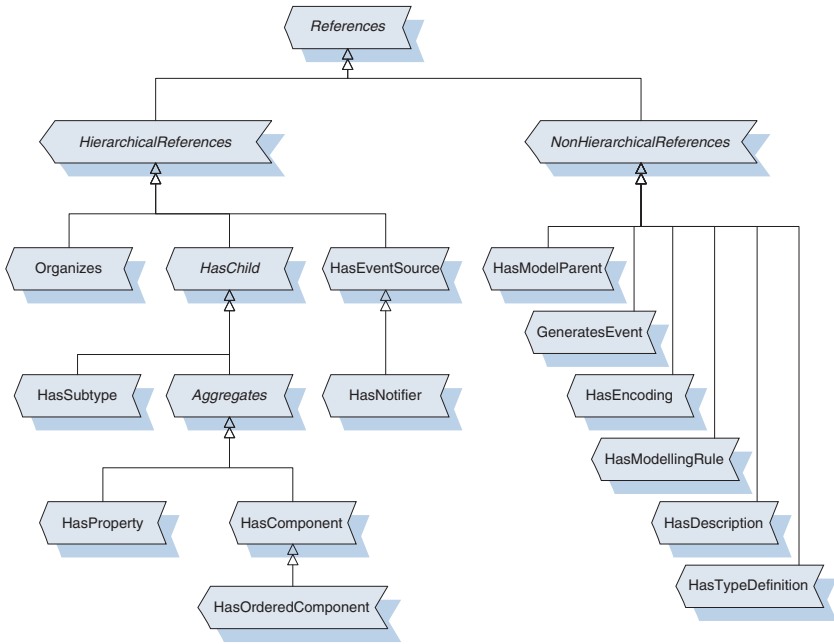 References
HierarchicalReferences
NonHierarchicalReferences
Organizes
HasChild
HasEventSource
HasModelParent
GeneratesEvent
HasSubtype
Aggregates
HasNotifier
HasEncoding
HasModellingRule
HasProperty
HasComponent
HasDescription
HasTypeDefinition
HasOrderedComponent